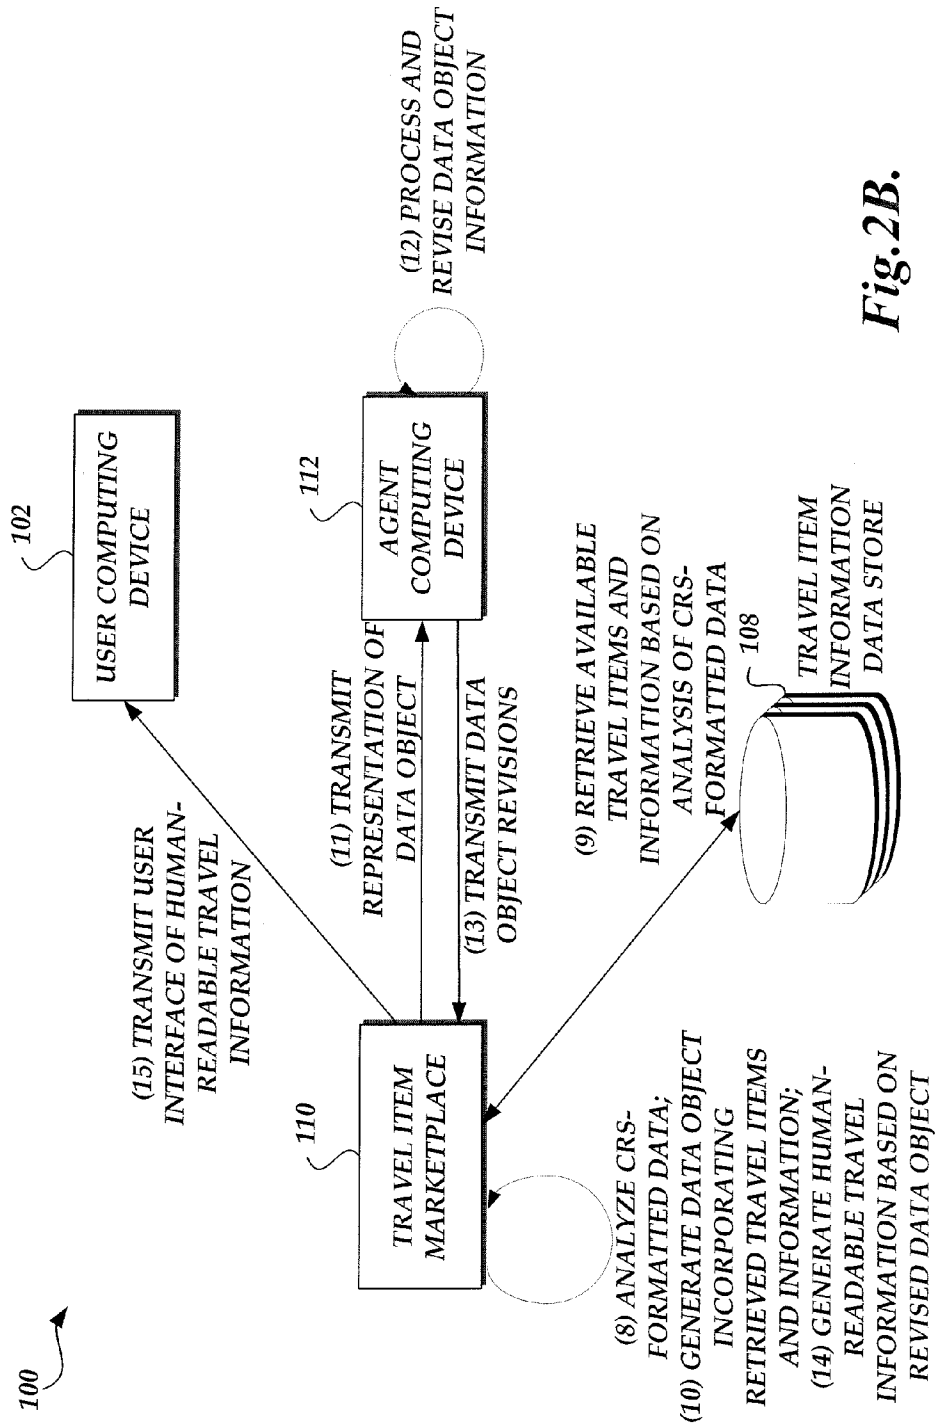 100
102
USER COMPUTING
DEVICE
(15) TRANSMIT USER
INTERFACE OF HUMAN-
READABLE TRAVEL
INFORMATION
110
TRAVEL ITEM
MARKETPLACE
(11) TRANSMIT
REPRESENTATION OF
DATA OBJECT
112
AGENT
COMPUTING
DEVICE
(12) PROCESS AND
REVISE DATA OBJECT
INFORMATION
(13) TRANSMIT DATA
OBJECT REVISIONS
(8) ANALYZE CRS-
FORMATTED DATA;
(10) GENERATE DATA OBJECT
INCORPORATING
RETRIEVED TRAVEL ITEMS
AND INFORMATION;
(14) GENERATE HUMAN-
READABLE TRAVEL
INFORMATION BASED ON
REVISED DATA OBJECT
(9) RETRIEVE AVAILABLE
TRAVEL ITEMS AND
INFORMATION BASED ON
ANALYSIS OF CRS-
FORMATTED DATA
108
TRAVEL ITEM
INFORMATION
DATA STORE
Fig.2B.